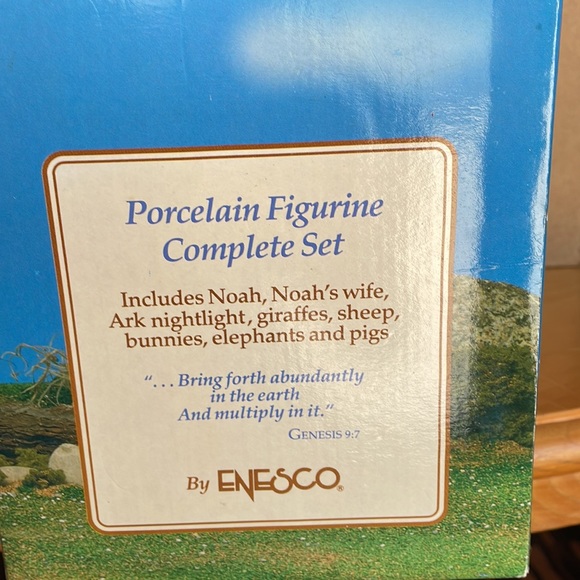 Porcelain Figurine
Complete Set
Includes Noah, Noah's wife,
Ark nightlight, giraffes, sheep,
bunnies, elephants and pigs
“. . . Bring forth abundantly
in the earth
And multiply in it.”
GENESIS 9:7
By ENESCO®